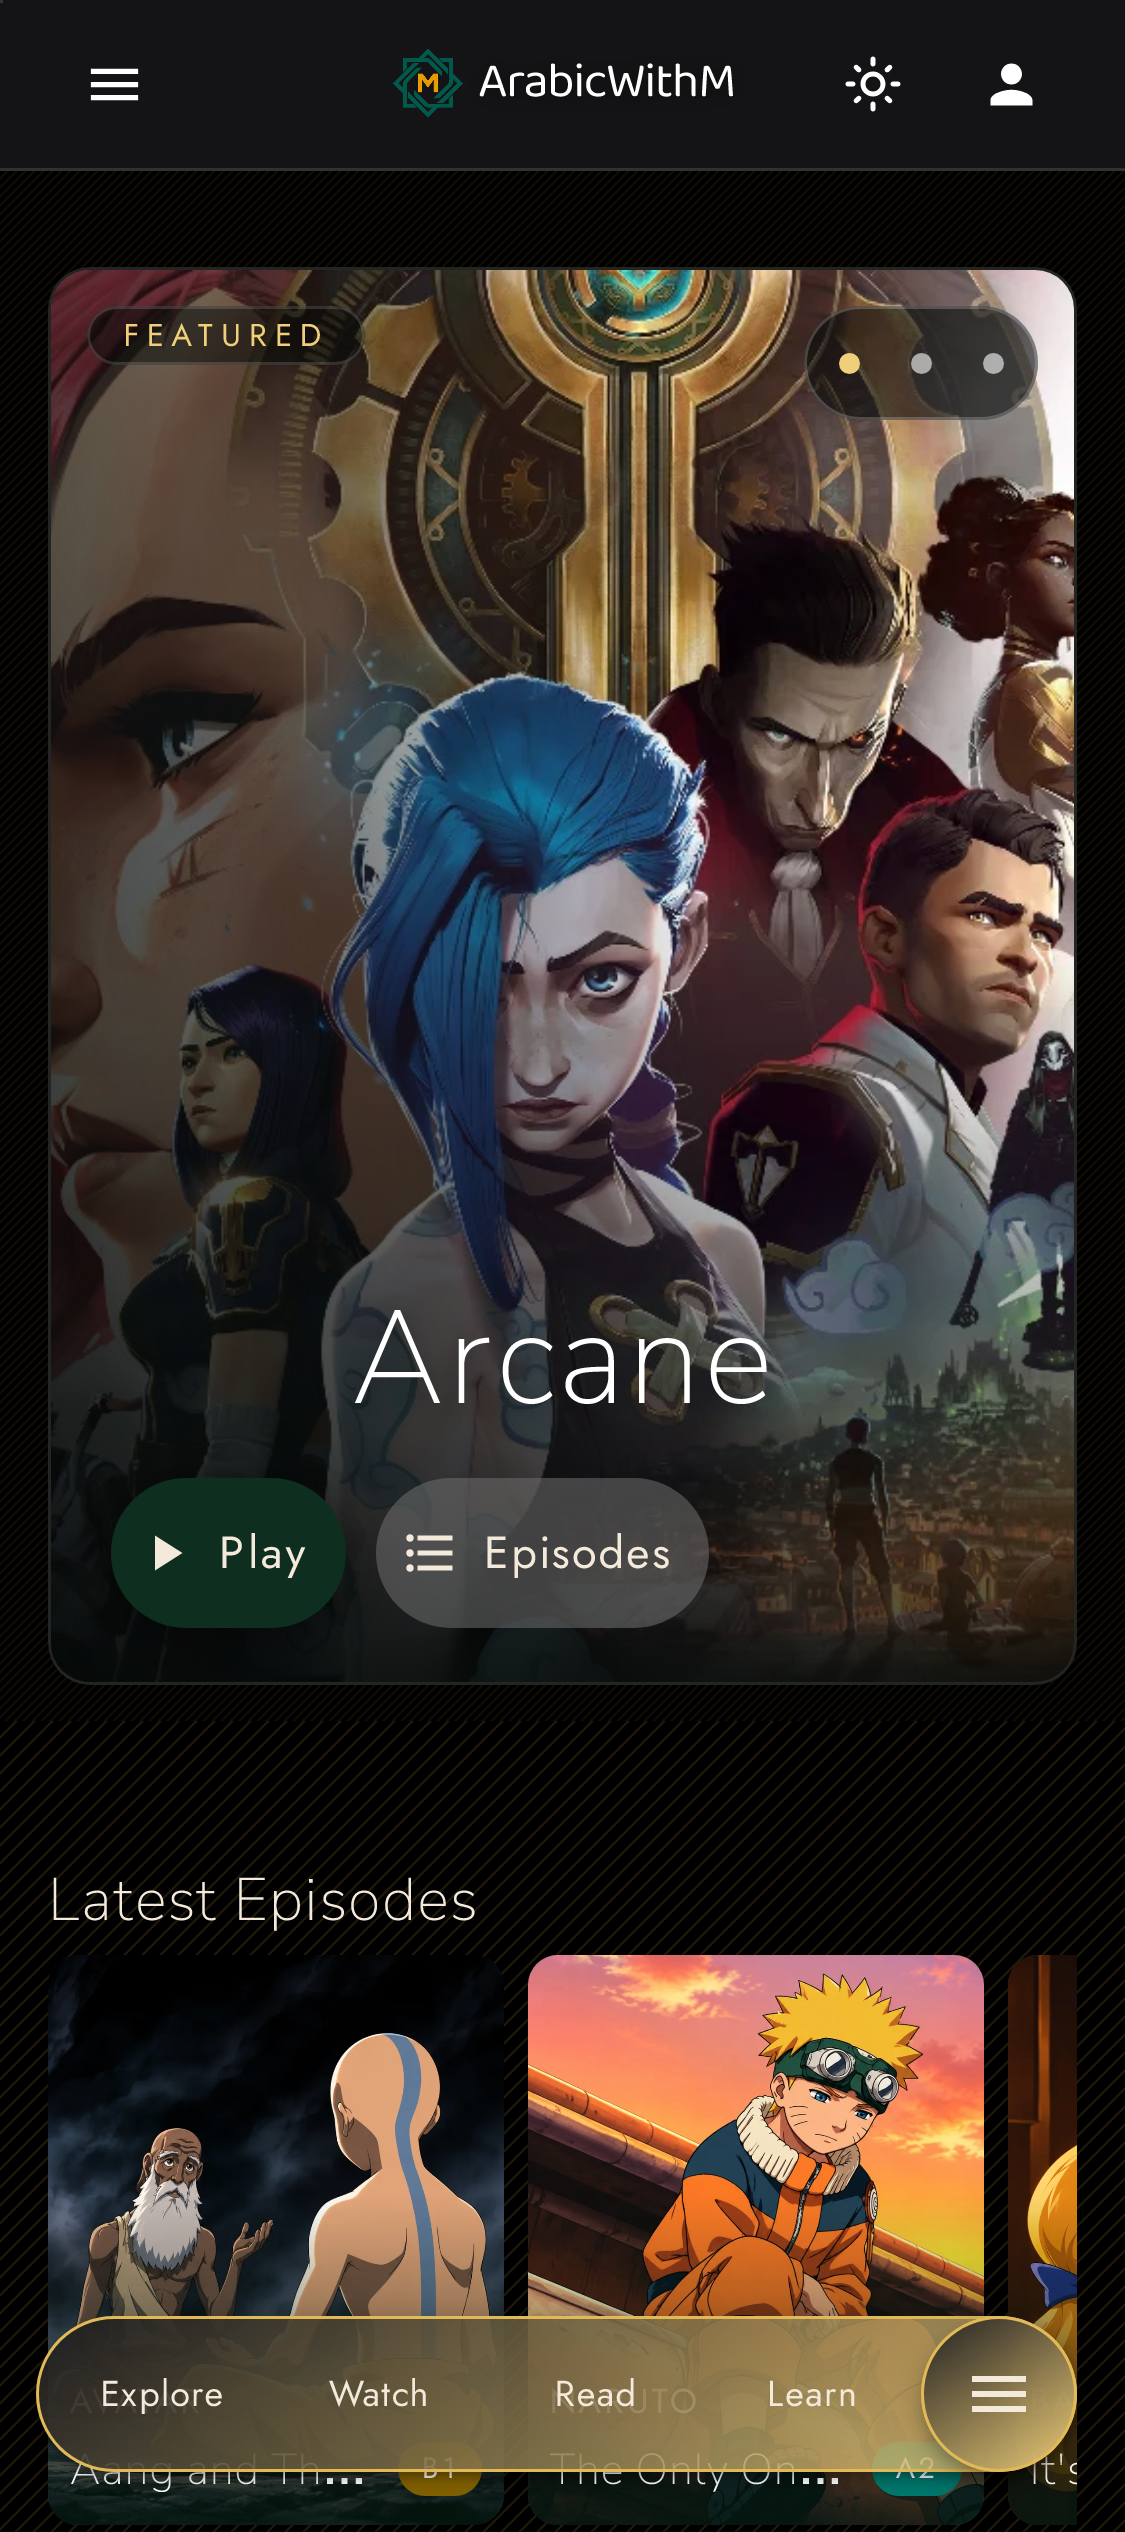 M ArabicWithM
FEATURED
Arcane
Play Episodes
Latest Episodes
Explore Watch Read Learn
Aang and Th... B1 The Only On... A2 It's